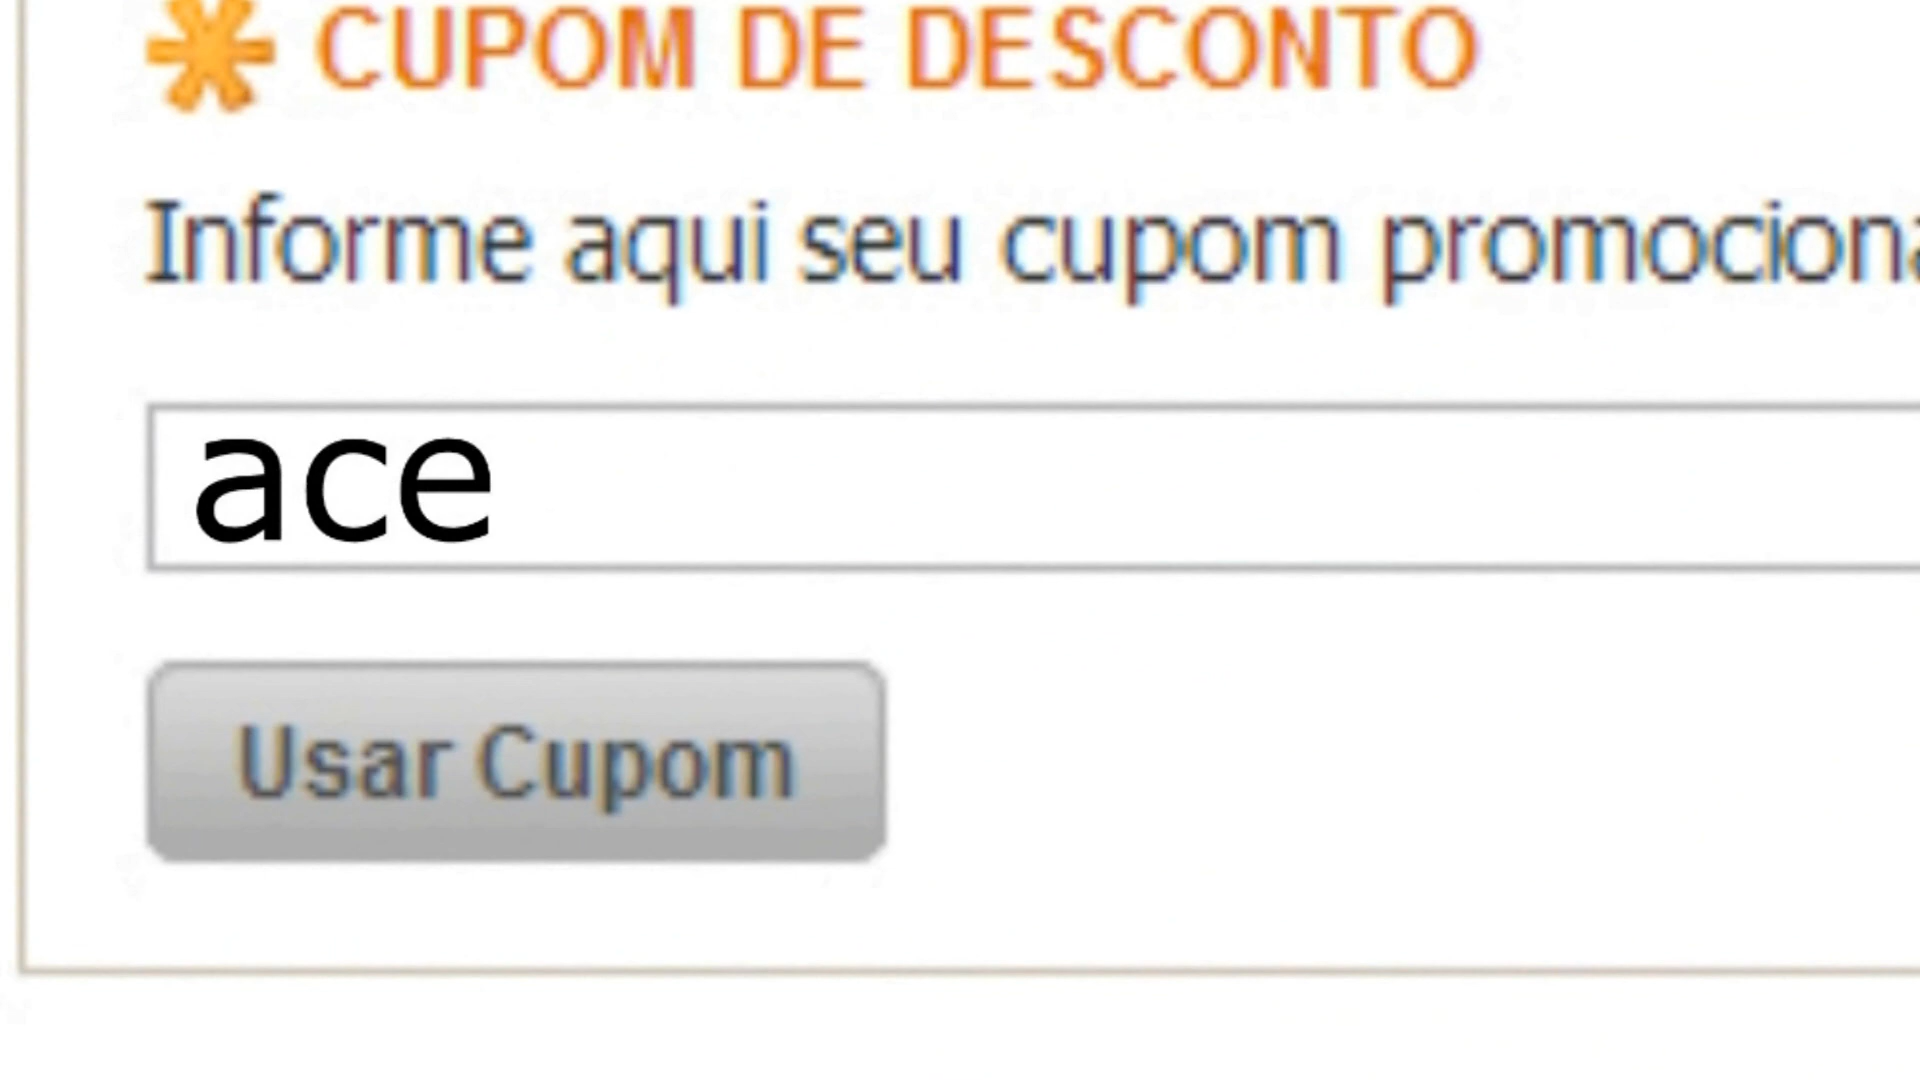 CUPOM DE DESCONTO
Informe aqui seu cupom promociona
ace
Usar Cupom